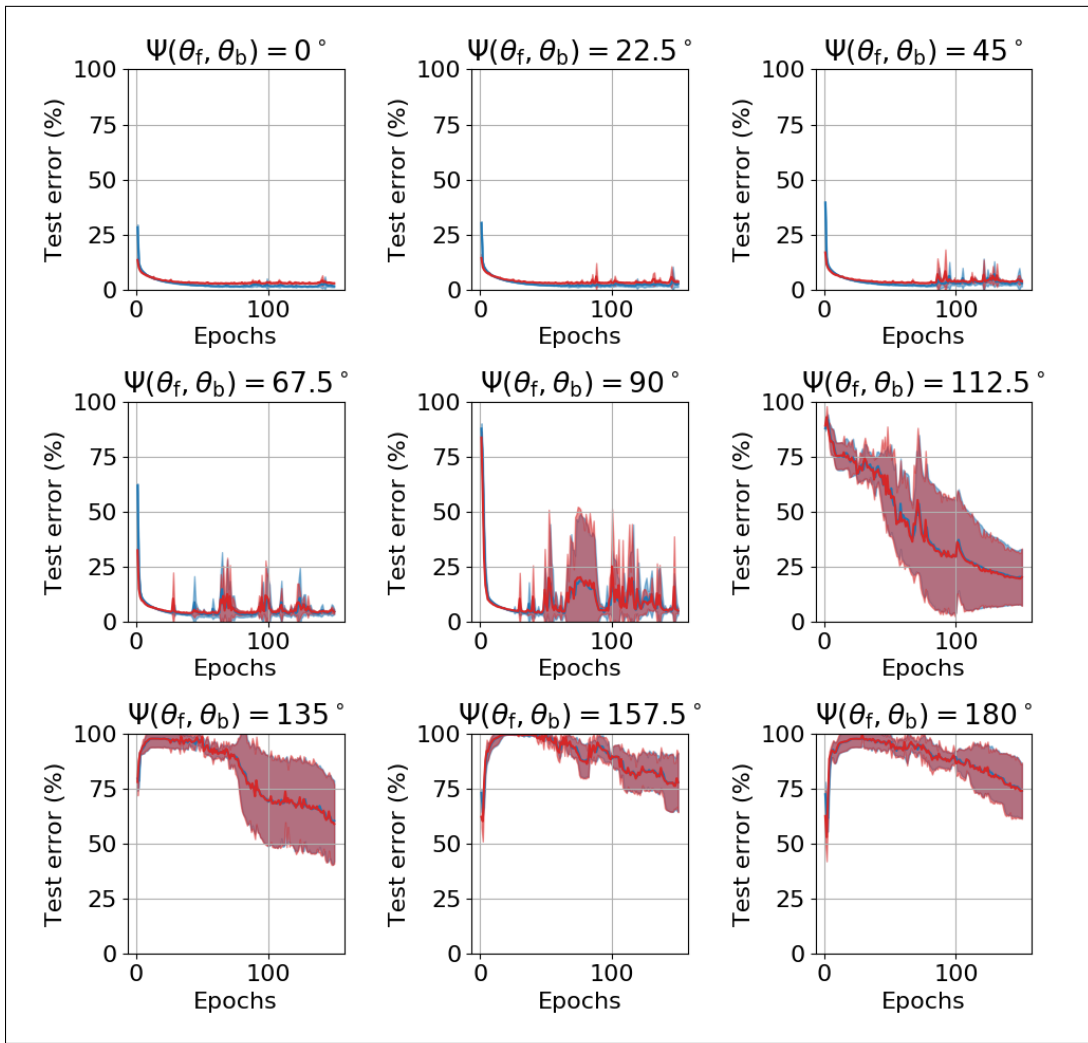 Ψ(θf, θb) = 0°
Ψ(θf, θb) = 22.5°
Ψ(θf, θb) = 45°
Test error (%)
100
75
50
25
0
0
100
Epochs
Test error (%)
100
75
50
25
0
0
100
Epochs
Test error (%)
100
75
50
25
0
0
100
Epochs
Ψ(θf, θb) = 67.5°
Ψ(θf, θb) = 90°
Ψ(θf, θb) = 112.5°
Test error (%)
100
75
50
25
0
0
100
Epochs
Test error (%)
100
75
50
25
0
0
100
Epochs
Test error (%)
100
75
50
25
0
0
100
Epochs
Ψ(θf, θb) = 135°
Ψ(θf, θb) = 157.5°
Ψ(θf, θb) = 180°
Test error (%)
100
75
50
25
0
0
100
Epochs
Test error (%)
100
75
50
25
0
0
100
Epochs
Test error (%)
100
75
50
25
0
0
100
Epochs